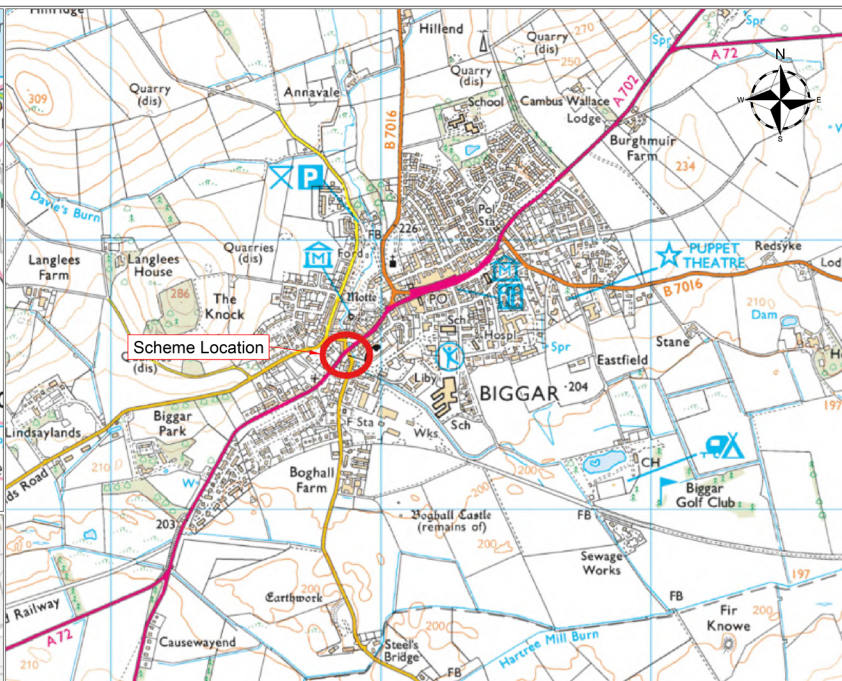 Hillend
Quarry
(dis)
270
250
Spr
Spr
A 72
N
W
E
S
309
Quarry
(dis)
Annavale
B 7016
School
Cambus Wallace
Lodge
A 702
Burghmuir
Farm
234
Davie's Burn
P
FB
226
Pol
Sta
Langlees
Farm
Langlees
House
Quarries
(dis)
Ford
M
M
PUPPET
THEATRE
Redsyke
B 7016
286
The
Knock
Motte
PO
210
Dam
Scheme Location
(dis)
Sch
Hospl
Spr
Stane
Eastfield
Liby
BIGGAR
204
197
Lindsaylands
Biggar
Park
F Sta
Wks
Sch
210
W
Boghall
Farm
200
CH
Biggar
Golf Club
203
200
Boghall Castle
(remains of)
200
FB
Sewage
Works
197
200
Earthwork
FB
Fir
Knowe
200
Railway
A 72
Causewayend
Steel's
Bridge
FB
Hartree Mill Burn
210